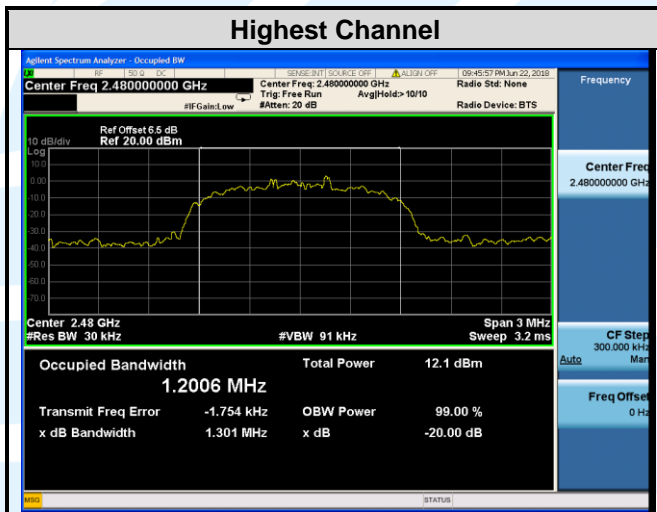 Highest Channel
Agilent Spectrum Analyzer - Occupied BW
RF 50 Ω DC SENSE:INT SOURCE OFF ALIGN OFF 09:45:57 PM Jun 22, 2018
Center Freq 2.480000000 GHz
Center Freq: 2.480000000 GHz
Radio Std: None
Trig: Free Run Avg|Hold:> 10/10
#IFGain:Low #Atten: 20 dB Radio Device: BTS
Frequency
Ref Offset 6.5 dB
10 dB/div Ref 20.00 dBm
Log
10.0
0.00
-10.0
-20.0
-30.0
-40.0
-50.0
-60.0
-70.0
Center 2.48 GHz Span 3 MHz
#Res BW 30 kHz #VBW 91 kHz Sweep 3.2 ms
Occupied Bandwidth Total Power 12.1 dBm
1.2006 MHz
Transmit Freq Error -1.754 kHz OBW Power 99.00 %
x dB Bandwidth 1.301 MHz x dB -20.00 dB
Center Freq
2.480000000 GHz
CF Step
300.000 kHz
Auto Man
Freq Offset
0 Hz
MSG STATUS